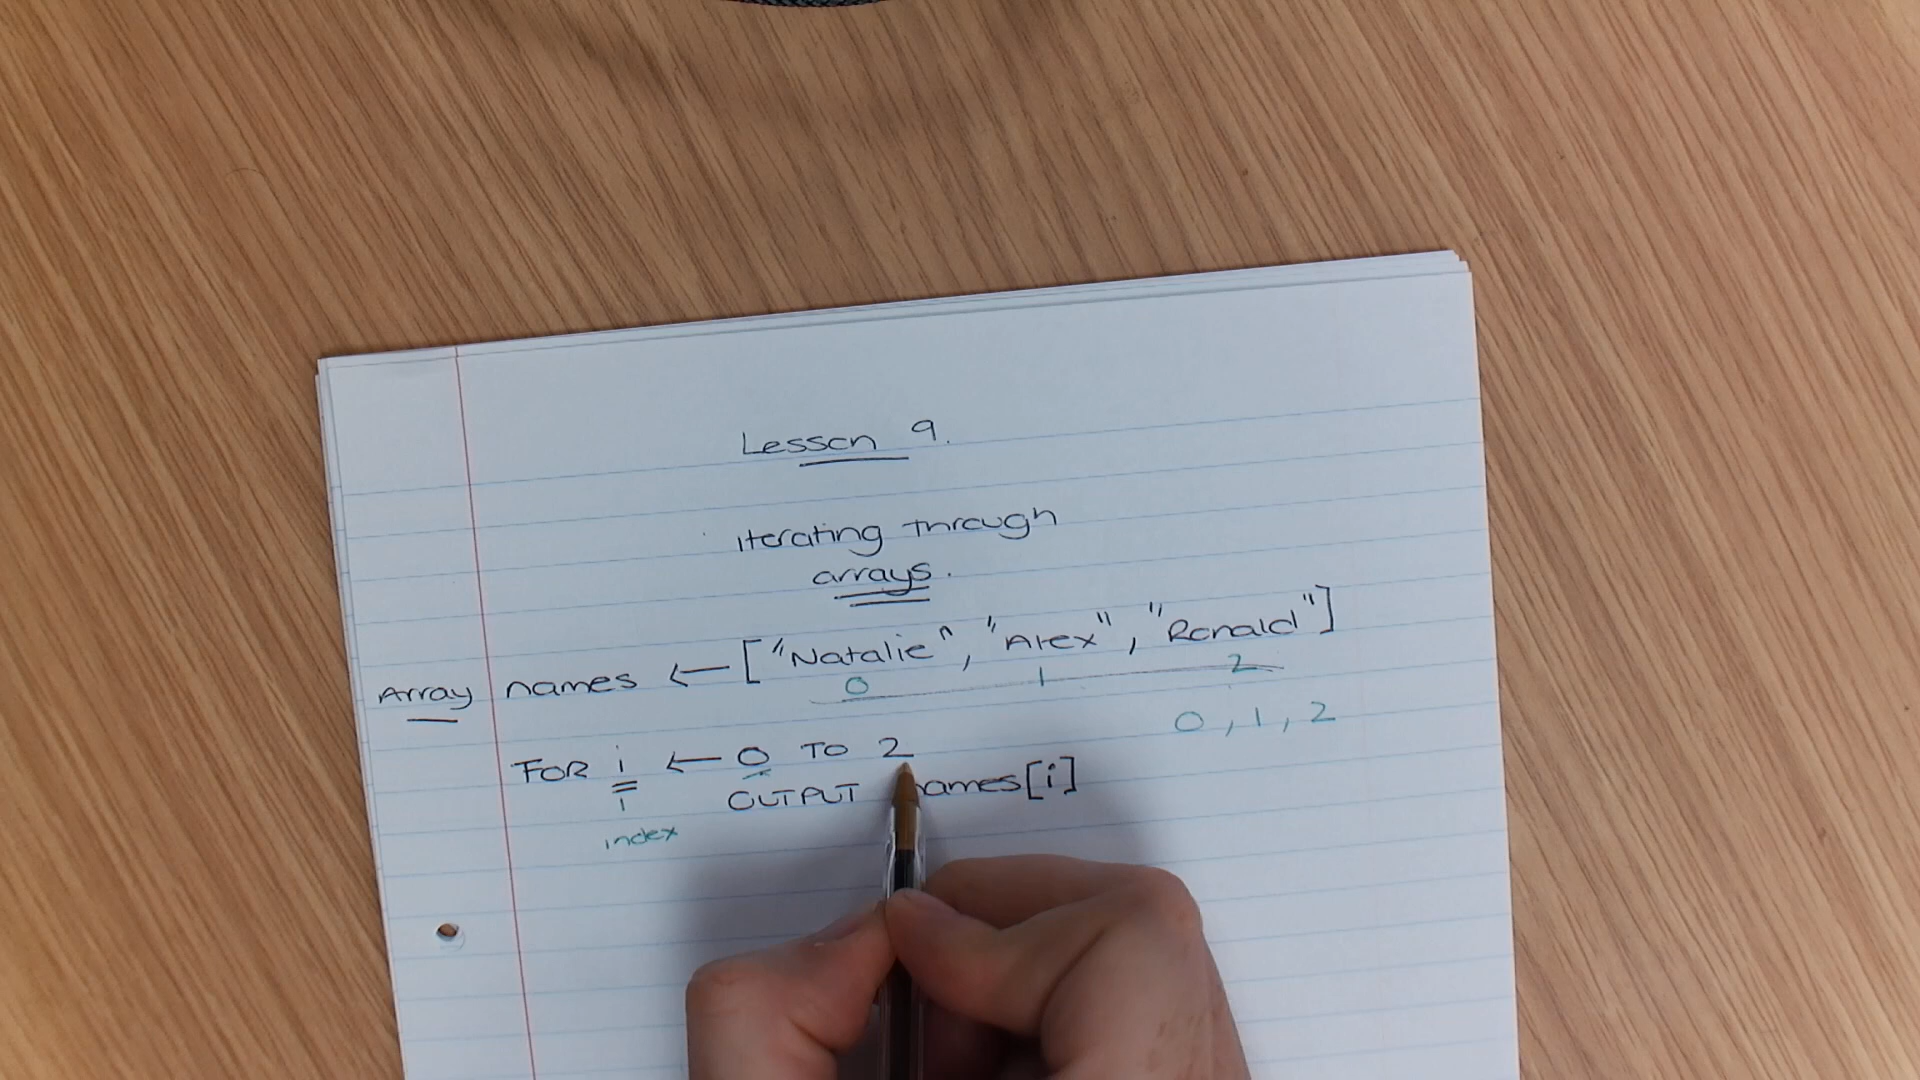 Lesson 9.
iterating through
arrays.
Array names ← ["Natalie", "Alex", "Ronald"]
0 1 2
0, 1, 2
FOR i ← 0 TO 2
OUTPUT names[i]
i
index